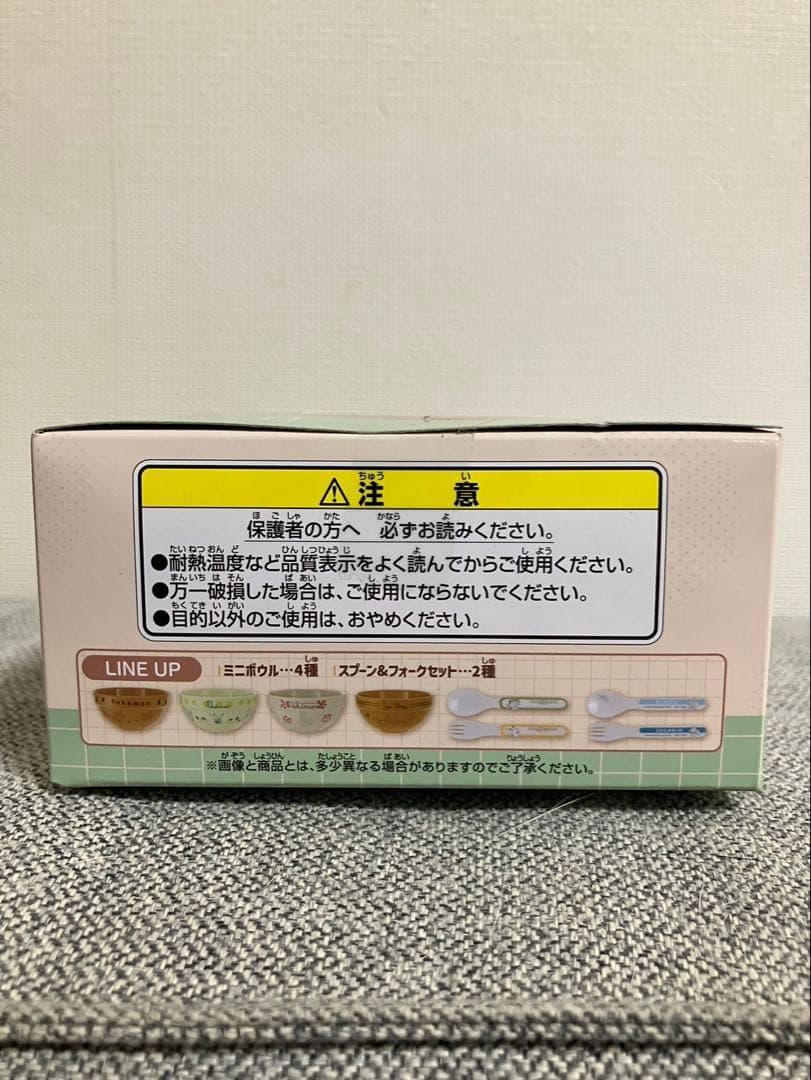 ⚠注意
保護者の方へ 必ずお読みください。
●耐熱温度など品質表示をよく読んでからご使用ください。
●万一破損した場合は、ご使用にならないでください。
●目的以外のご使用は、おやめください。
LINE UP ミニボウル…4種 スプーン&フォークセット…2種
Pokémon
LUCARIO
※画像と商品とは、多少異なる場合がありますのでご了承ください。